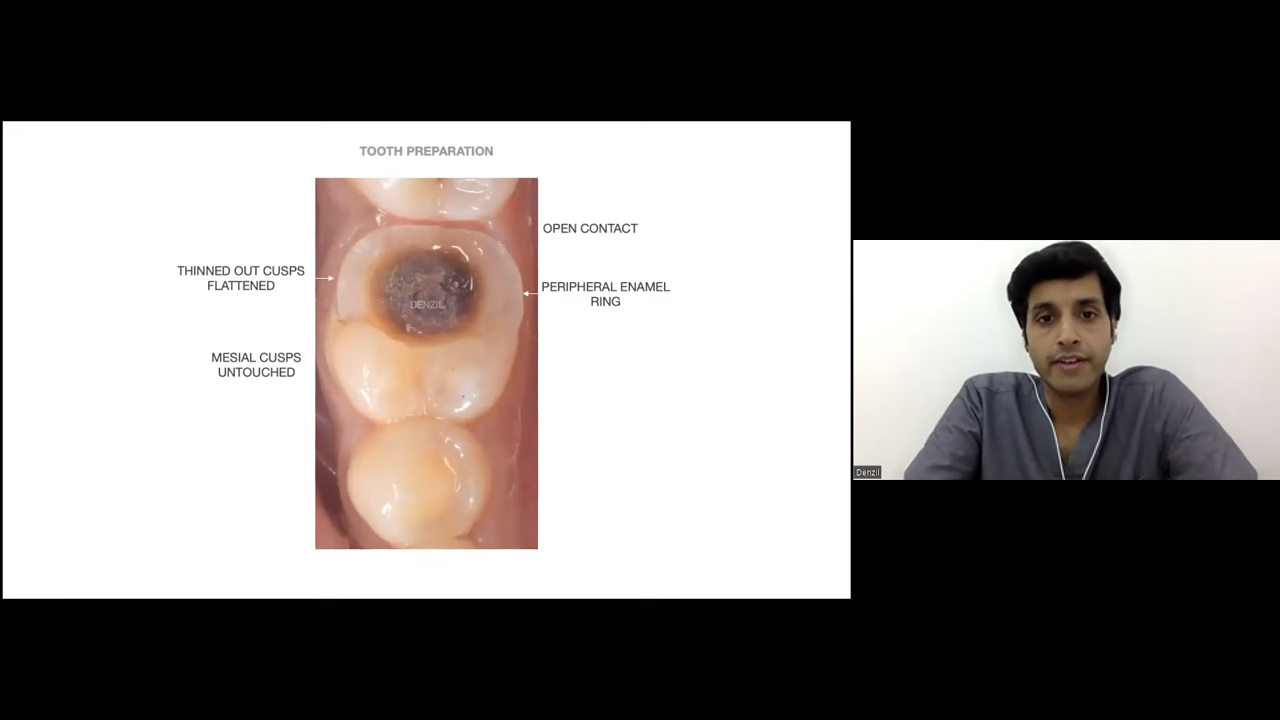 TOOTH PREPARATION
OPEN CONTACT
THINNED OUT CUSPS
FLATTENED
PERIPHERAL ENAMEL
RING
DENZIL
MESIAL CUSPS
UNTOUCHED
Denzil